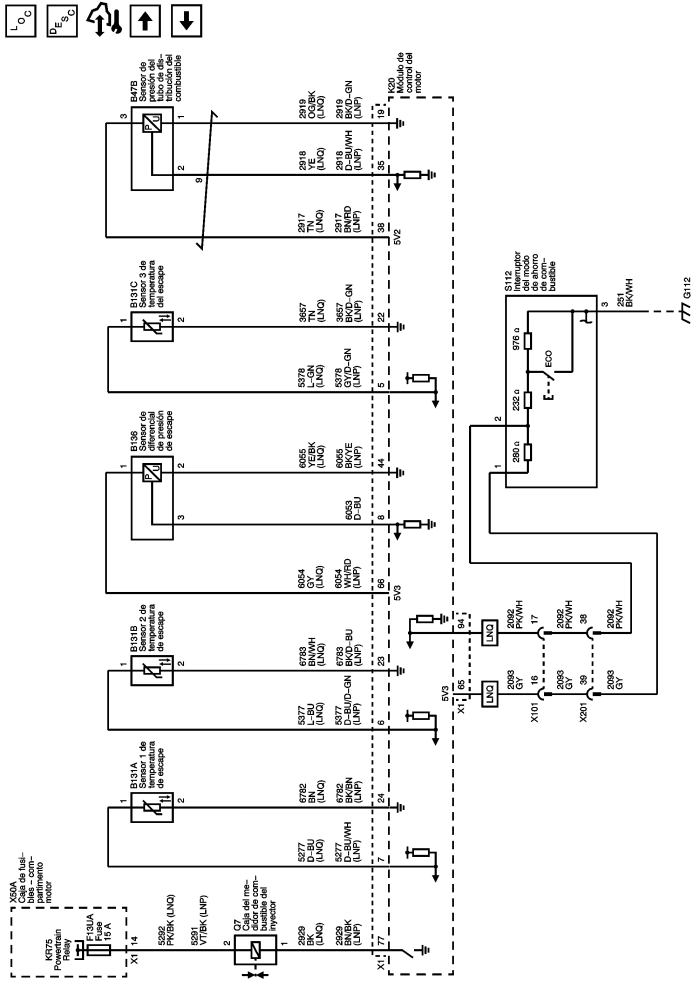 LOC
DESC
B47B
Sensor de
presión del
tubo de dis-
tribución del
combustible
3
1
2
P
U
9
2919
OG/BK
(LNQ)
2919
BK/D-GN
(LNP)
19
2918
YE
(LNQ)
2918
D-BU/WH
(LNP)
35
2917
TN
(LNQ)
2917
BN/RD
(LNP)
38
5V2
K20
Módulo de
control del
motor
B131C
Sensor 3 de
temperatura
del escape
1
2
3657
TN
(LNQ)
3657
BK/D-GN
(LNP)
22
5378
L-GN
(LNQ)
5378
GY/D-GN
(LNP)
5
B136
Sensor de
diferencial
de presión
de escape
1
2
3
P
U
6055
YE/BK
(LNQ)
6055
BK/YE
(LNP)
44
6053
D-BU
8
6054
GY
(LNQ)
6054
WH/RD
(LNP)
66
5V3
B131B
Sensor 2 de
temperatura
de escape
1
2
6783
BN/WH
(LNQ)
6783
BK/D-BU
(LNP)
23
5377
L-BU
(LNQ)
5377
D-BU/D-GN
(LNP)
6
B131A
Sensor 1 de
temperatura
de escape
1
2
6782
BN
(LNQ)
6782
BK/BN
(LNP)
24
5277
D-BU
(LNQ)
5277
D-BU/WH
(LNP)
7
X50A
Caja de fusi-
bles - com-
partimento
motor
KR75
Powertrain
Relay
F13UA
Fuse
15 A
14
X1
5292
PK/BK (LNQ)
5291
VT/BK (LNP)
Q7
Caja del me-
didor de com-
bustible del
inyector
2
1
2929
BK
(LNQ)
2929
BN/BK
(LNP)
77
X1
S112
Interruptor
del modo
de ahorro
de com-
bustible
976 Ω
232 Ω
280 Ω
ECO
3
2
1
251
BK/WH
G112
94
LNQ
2092
PK/WH
17
2092
PK/WH
38
2092
PK/WH
5V3
65
X1
LNQ
2093
GY
16
X101
2093
GY
39
X201
2093
GY